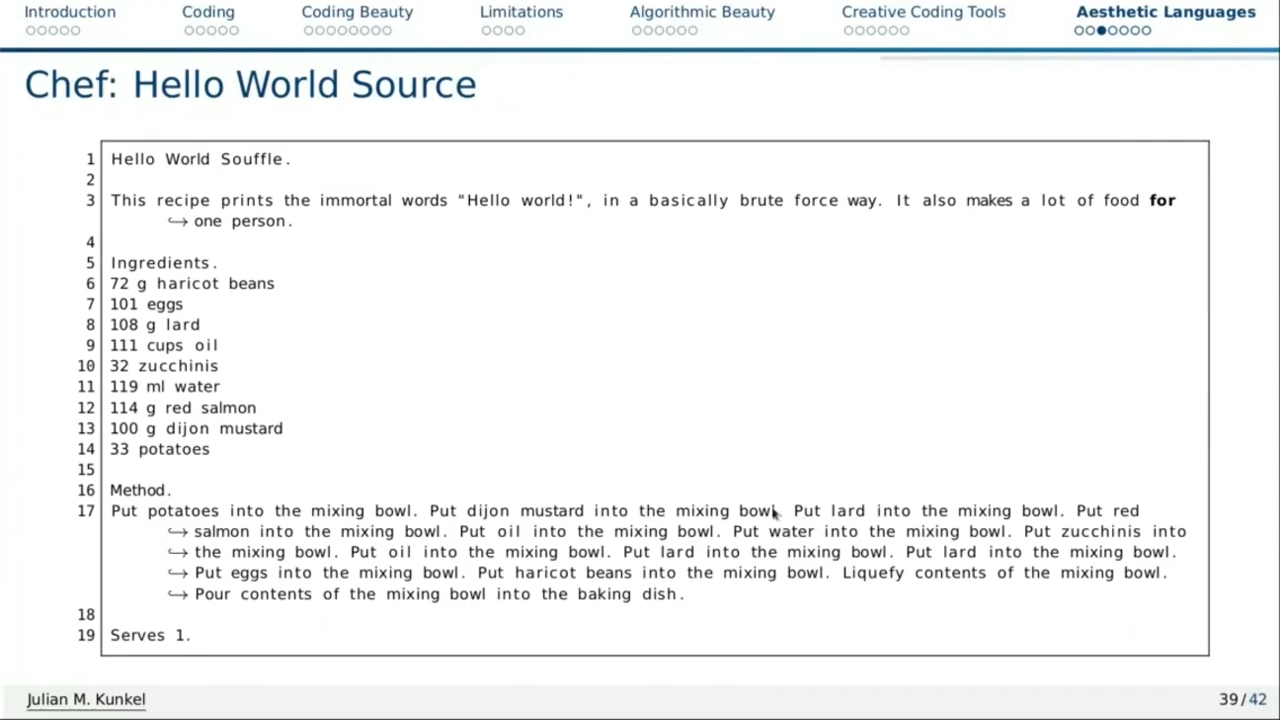 Introduction Coding Coding Beauty Limitations Algorithmic Beauty Creative Coding Tools Aesthetic Languages
Chef: Hello World Source
1 Hello World Souffle.
2
3 This recipe prints the immortal words "Hello world!", in a basically brute force way. It also makes a lot of food for
↪ one person.
4
5 Ingredients.
6 72 g haricot beans
7 101 eggs
8 108 g lard
9 111 cups oil
10 32 zucchinis
11 119 ml water
12 114 g red salmon
13 100 g dijon mustard
14 33 potatoes
15
16 Method.
17 Put potatoes into the mixing bowl. Put dijon mustard into the mixing bowl. Put lard into the mixing bowl. Put red
↪ salmon into the mixing bowl. Put oil into the mixing bowl. Put water into the mixing bowl. Put zucchinis into
↪ the mixing bowl. Put oil into the mixing bowl. Put lard into the mixing bowl. Put lard into the mixing bowl.
↪ Put eggs into the mixing bowl. Put haricot beans into the mixing bowl. Liquefy contents of the mixing bowl.
↪ Pour contents of the mixing bowl into the baking dish.
18
19 Serves 1.
Julian M. Kunkel 39/42